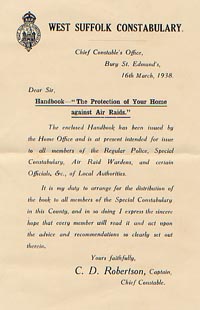 WEST SUFFOLK CONSTABULARY.
Chief Constable's Office,
Bury St. Edmund's,
16th March, 1938.
Dear Sir,
Handbook—"The Protection of Your Home
against Air Raids."
The enclosed Handbook has been issued by
the Home Office and is at present intended for issue
to all members of the Regular Police, Special
Constabulary, Air Raid Wardens, and certain
Officials, &c., of Local Authorities.
It is my duty to arrange for the distribution of
the book to all members of the Special Constabulary
in this County, and in so doing I express the sincere
hope that every member will read it and act upon
the advice and recommendations so clearly set out
therein.
Yours faithfully,
C. D. Robertson, Captain,
Chief Constable.